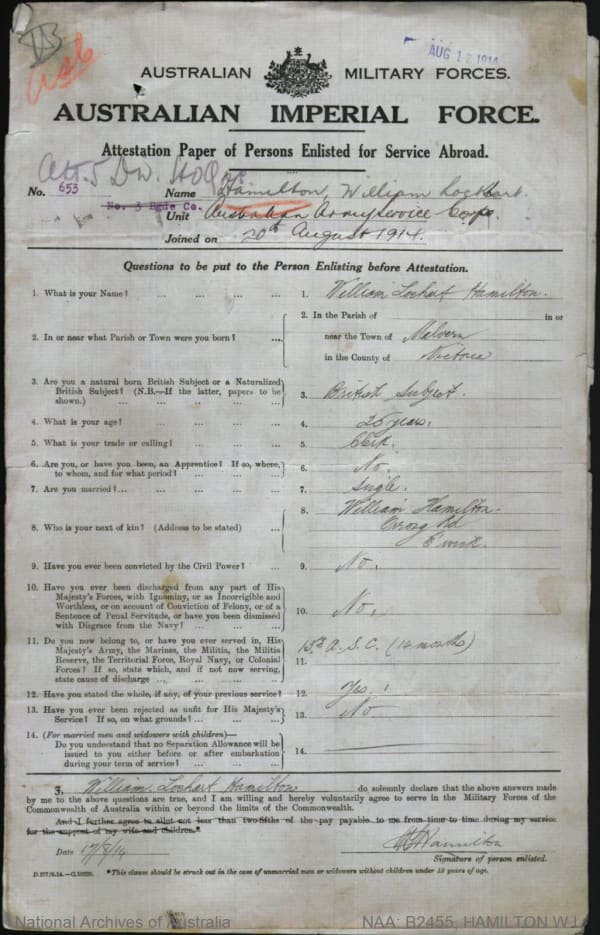 AUG 17 1914
AUSTRALIAN MILITARY FORCES.
AUSTRALIAN IMPERIAL FORCE.
Attestation Paper of Persons Enlisted for Service Abroad.
No. 653 Name Hamilton, William Lockhart.
No. 3 Bgde Co. Unit Australian Army Service Corps.
Joined on 20th August 1914.
Questions to be put to the Person Enlisting before Attestation.
1. What is your Name? ... ... ... ... 1. William Lockart Hamilton.
2. In or near what Parish or Town were you born? ... 2. In the Parish of in or
near the Town of Malvern
in the County of Victoria
3. Are you a natural born British Subject or a Naturalized
British Subject? (N.B.—If the latter, papers to be
shown.) ... ... ... ... ... 3. British Subject.
4. What is your age? ... ... ... ... 4. 25 years.
5. What is your trade or calling? ... ... ... 5. Clerk.
6. Are you, or have you been, an Apprentice? If so, where,
to whom, and for what period? ... ... ... 6. No.
7. Are you married? ... ... ... ... ... 7. Single.
8. Who is your next of kin? (Address to be stated) ... 8. William Hamilton.
Orrong Rd
E'wick.
9. Have you ever been convicted by the Civil Power? ... 9. No.
10. Have you ever been discharged from any part of His
Majesty's Forces, with Ignominy, or as Incorrigible and
Worthless, or on account of Conviction of Felony, or of a
Sentence of Penal Servitude, or have you been dismissed
with Disgrace from the Navy? ... ... ... 10. No.
11. Do you now belong to, or have you ever served in, His
Majesty's Army, the Marines, the Militia, the Militia
Reserve, the Territorial Force, Royal Navy, or Colonial
Forces? If so, state which, and if not now serving,
state cause of discharge ... ... ... ... 11. A.S.C. (14 months)
12. Have you stated the whole, if any, of your previous service? 12. Yes.
13. Have you ever been rejected as unfit for His Majesty's
Service? If so, on what grounds? ... ... ... 13. No
14. (For married men and widowers with children)—
Do you understand that no Separation Allowance will be
issued to you either before or after embarkation
during your term of service? ... ... ... 14.
I, William Lockart Hamilton do solemnly declare that the above answers made
by me to the above questions are true, and I am willing and hereby voluntarily agree to serve in the Military Forces of the
Commonwealth of Australia within or beyond the limits of the Commonwealth.
And I further agree to allot not less than two-fifths of the pay payable to me from time to time during my service
for the support of my wife and children.*
Date 17/8/14 Hamilton
Signature of person enlisted.
*This clause should be struck out in the case of unmarried men or widowers without children under 18 years of age.
National Archives of Australia NAA: B2455, HAMILTON W L